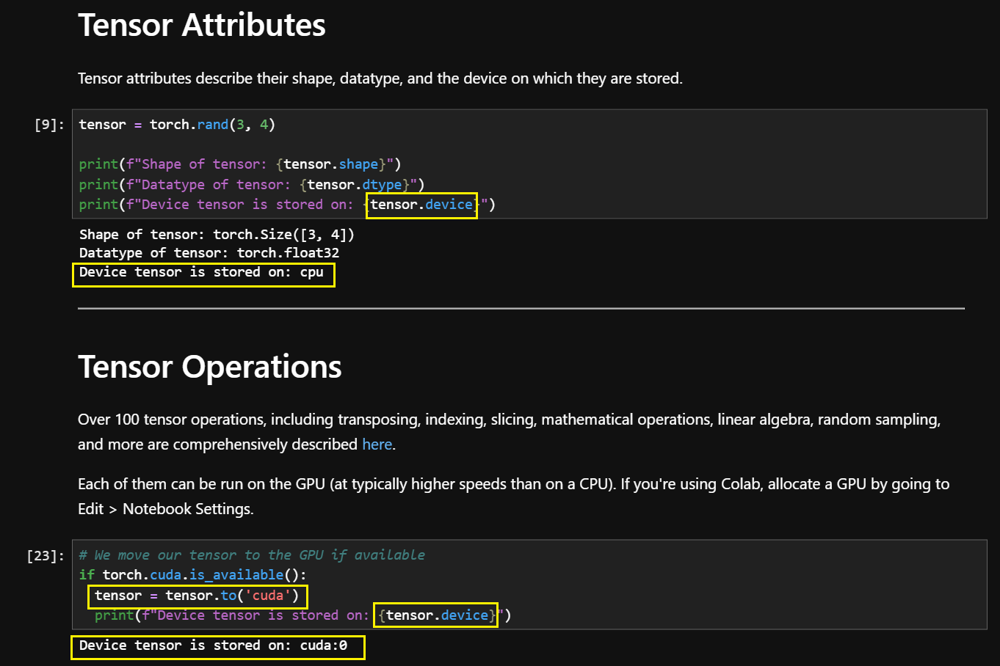 Tensor Attributes
Tensor attributes describe their shape, datatype, and the device on which they are stored.
[9]: tensor = torch.rand(3, 4)
print(f"Shape of tensor: {tensor.shape}")
print(f"Datatype of tensor: {tensor.dtype}")
print(f"Device tensor is stored on: {tensor.device}")
Shape of tensor: torch.Size([3, 4])
Datatype of tensor: torch.float32
Device tensor is stored on: cpu
Tensor Operations
Over 100 tensor operations, including transposing, indexing, slicing, mathematical operations, linear algebra, random sampling,
and more are comprehensively described here.
Each of them can be run on the GPU (at typically higher speeds than on a CPU). If you're using Colab, allocate a GPU by going to
Edit > Notebook Settings.
[23]: # We move our tensor to the GPU if available
if torch.cuda.is_available():
tensor = tensor.to('cuda')
print(f"Device tensor is stored on: {tensor.device}")
Device tensor is stored on: cuda:0